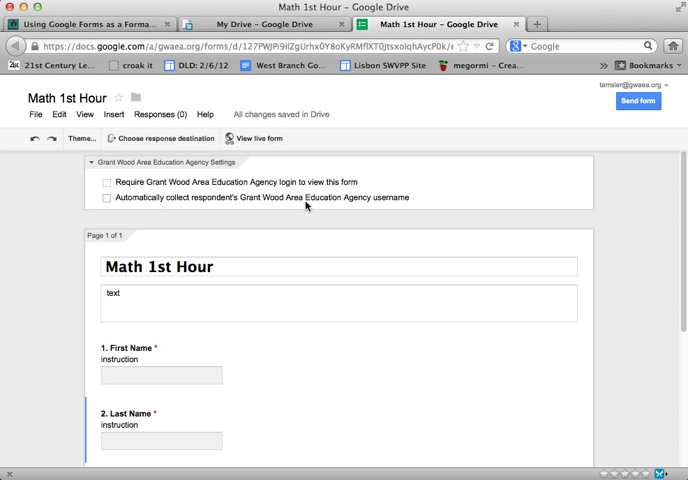 Math 1st Hour – Google Drive
Using Google Forms as a Forma...
My Drive – Google Drive
Math 1st Hour – Google Drive
https://docs.google.com/a/gwaea.org/forms/d/
Google
21st Century Le...
croak it
DLD: 2/6/12
West Branch Go...
Lisbon SWVPP Site
megormi – Crea...
Bookmarks
tamsler@gwaea.org
Math 1st Hour
Send form
File Edit View Insert Responses (0) Help All changes saved in Drive
Theme... Choose response destination View live form
Grant Wood Area Education Agency Settings
Require Grant Wood Area Education Agency login to view this form
Automatically collect respondent's Grant Wood Area Education Agency username
Page 1 of 1
Math 1st Hour
text
1. First Name *
instruction
2. Last Name *
instruction